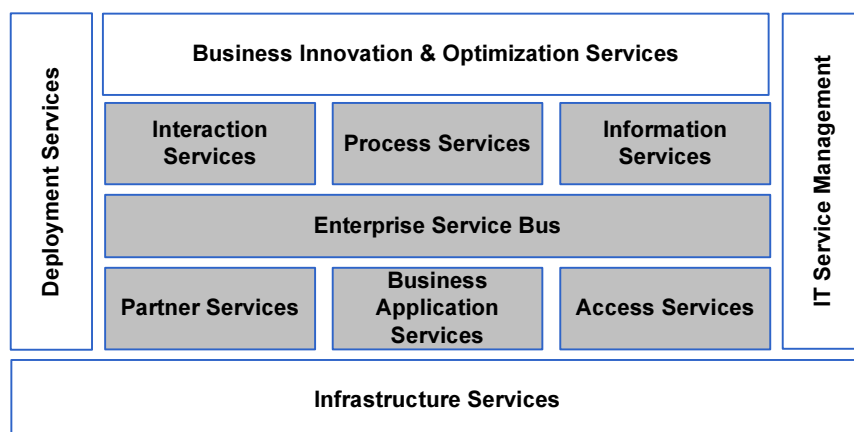 Deployment Services
Business Innovation & Optimization Services
IT Service Management
Interaction
Services
Process Services
Information
Services
Enterprise Service Bus
Partner Services
Business
Application
Services
Access Services
Infrastructure Services